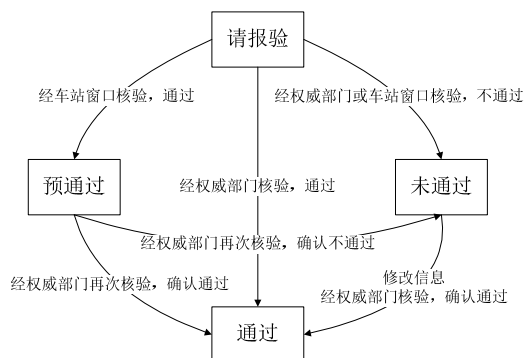 请报验
经车站窗口核验，通过
经权威部门或车站窗口核验，不通过
预通过
经权威部门核验，通过
未通过
经权威部门再次核验，确认不通过
经权威部门再次核验，确认通过
修改信息
经权威部门核验，确认通过
通过